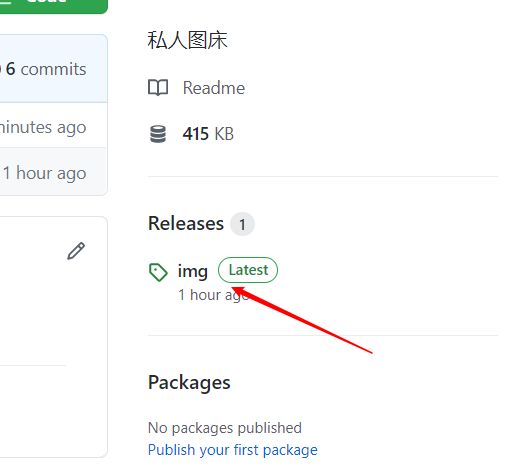 Code
6 commits
minutes ago
1 hour ago
私人图床
Readme
415 KB
Releases 1
img Latest
1 hour ago
Packages
No packages published
Publish your first package